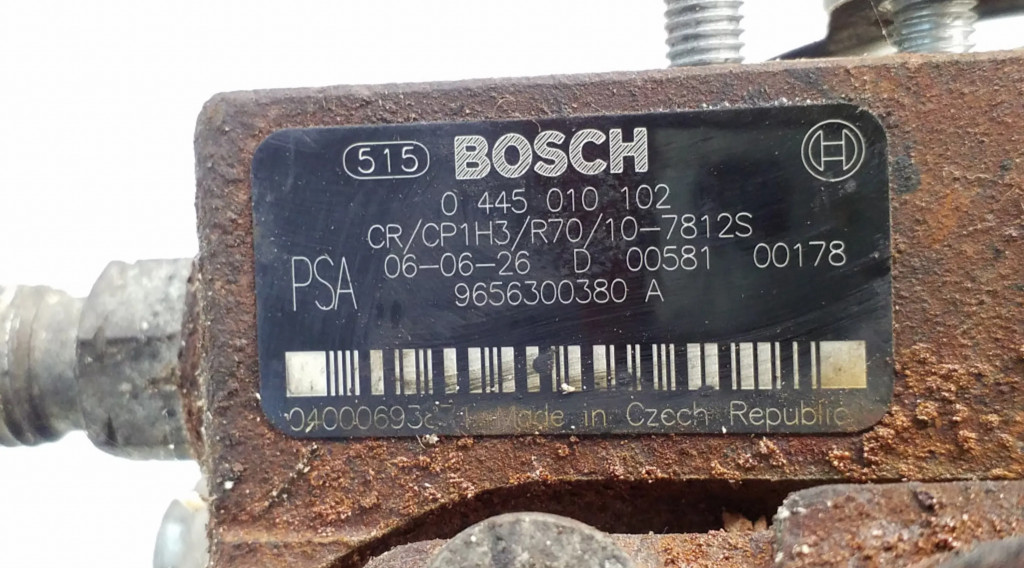 515 BOSCH
0 445 010 102
CR/CP1H3/R70/10-7812S
PSA 06-06-26 D 00581 00178
9656300380 A
Made in Czech Republic